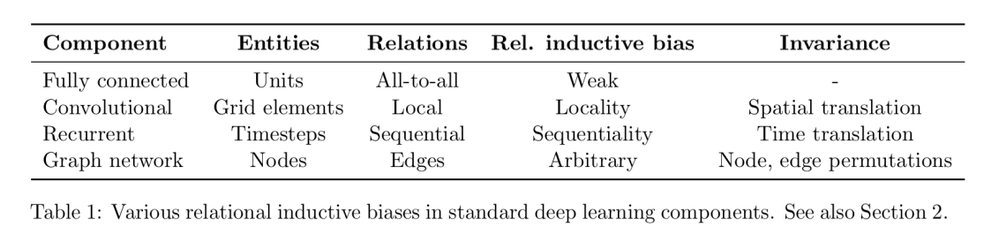 Component Entities Relations Rel. inductive bias Invariance
Fully connected Units All-to-all Weak -
Convolutional Grid elements Local Locality Spatial translation
Recurrent Timesteps Sequential Sequentiality Time translation
Graph network Nodes Edges Arbitrary Node, edge permutations
Table 1: Various relational inductive biases in standard deep learning components. See also Section 2.